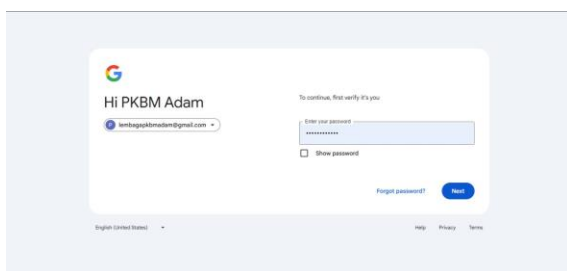 Hi PKBM Adam
lembagapkbmadam@gmail.com
To continue, first verify it's you
Enter your password
••••••••••••
Show password
Forgot password?
Next
English (United States)
Help Privacy Terms